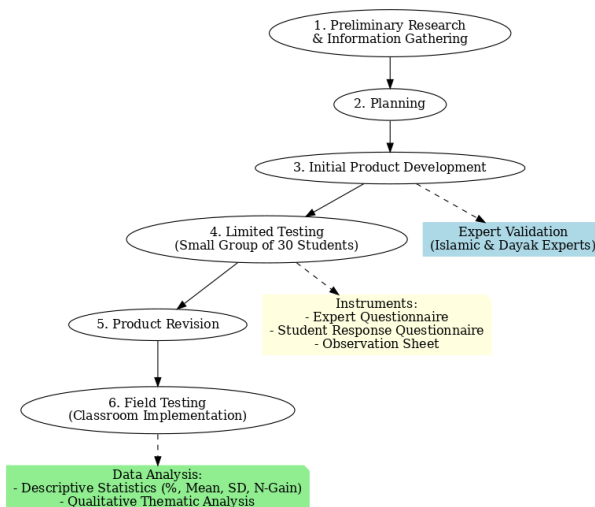 1. Preliminary Research
& Information Gathering
2. Planning
3. Initial Product Development
4. Limited Testing
(Small Group of 30 Students)
Expert Validation
(Islamic & Dayak Experts)
Instruments:
- Expert Questionnaire
- Student Response Questionnaire
- Observation Sheet
5. Product Revision
6. Field Testing
(Classroom Implementation)
Data Analysis:
- Descriptive Statistics (%, Mean, SD, N-Gain)
- Qualitative Thematic Analysis